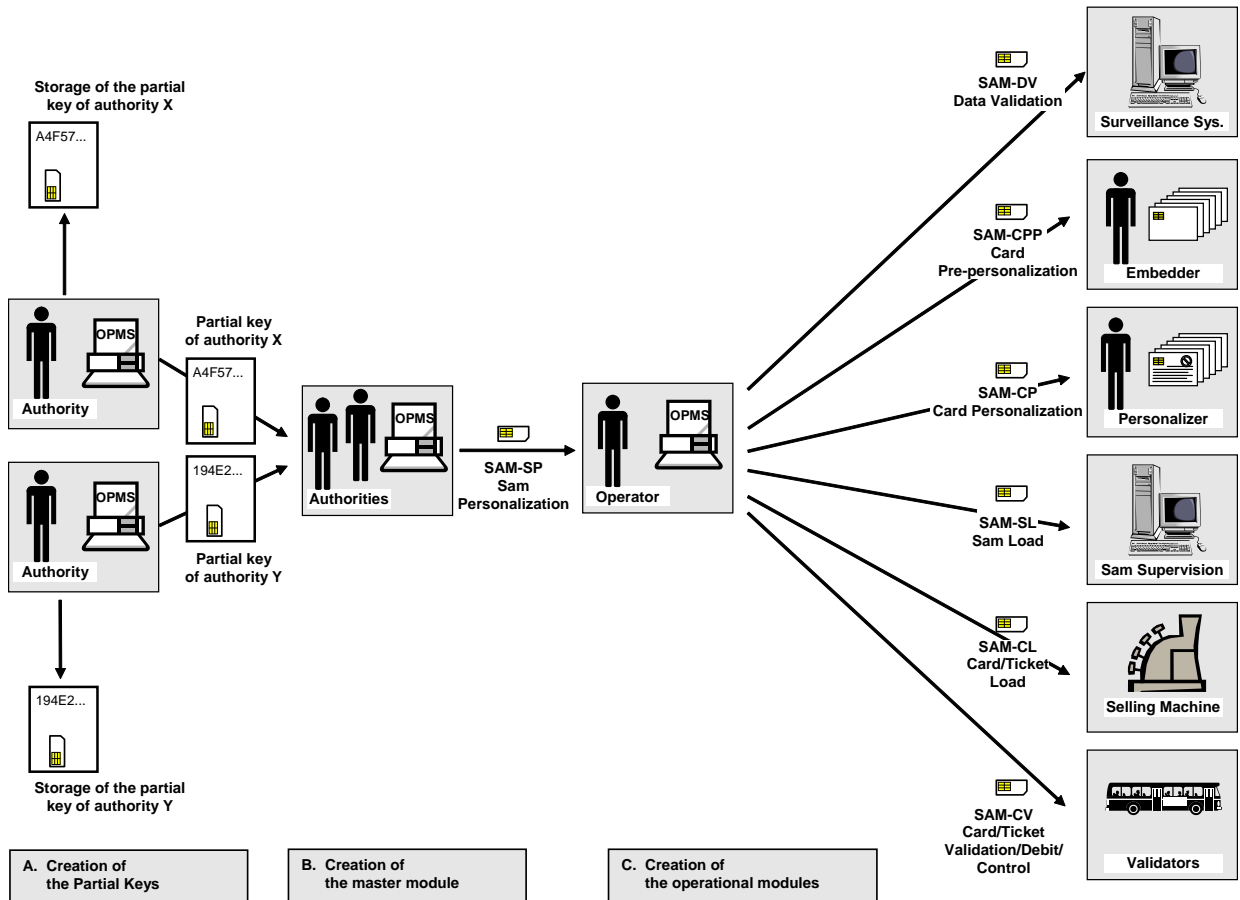 Storage of the partial
key of authority X
A4F57...
OPMS
Authority
Partial key
of authority X
A4F57...
OPMS
Authority
194E2...
Partial key
of authority Y
194E2...
Storage of the partial
key of authority Y
OPMS
Authorities
SAM-SP
Sam
Personalization
OPMS
Operator
SAM-DV
Data Validation
Surveillance Sys.
SAM-CPP
Card
Pre-personalization
Embedder
SAM-CP
Card Personalization
Personalizer
SAM-SL
Sam Load
Sam Supervision
SAM-CL
Card/Ticket
Load
Selling Machine
SAM-CV
Card/Ticket
Validation/Debit/
Control
Validators
A. Creation of
the Partial Keys
B. Creation of
the master module
C. Creation of
the operational modules